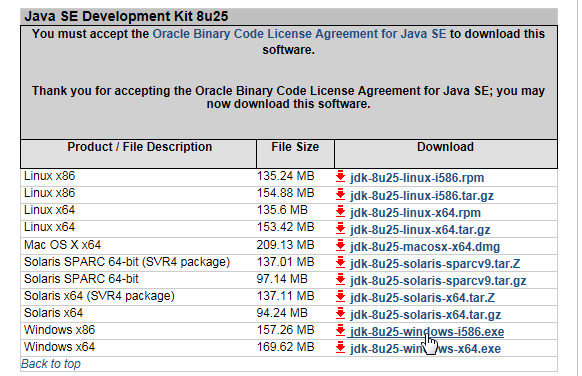 Java SE Development Kit 8u25
You must accept the Oracle Binary Code License Agreement for Java SE to download this
software.
Thank you for accepting the Oracle Binary Code License Agreement for Java SE; you may
now download this software.
Product / File Description File Size Download
Linux x86 135.24 MB jdk-8u25-linux-i586.rpm
Linux x86 154.88 MB jdk-8u25-linux-i586.tar.gz
Linux x64 135.6 MB jdk-8u25-linux-x64.rpm
Linux x64 153.42 MB jdk-8u25-linux-x64.tar.gz
Mac OS X x64 209.13 MB jdk-8u25-macosx-x64.dmg
Solaris SPARC 64-bit (SVR4 package) 137.01 MB jdk-8u25-solaris-sparcv9.tar.Z
Solaris SPARC 64-bit 97.14 MB jdk-8u25-solaris-sparcv9.tar.gz
Solaris x64 (SVR4 package) 137.11 MB jdk-8u25-solaris-x64.tar.Z
Solaris x64 94.24 MB jdk-8u25-solaris-x64.tar.gz
Windows x86 157.26 MB jdk-8u25-windows-i586.exe
Windows x64 169.62 MB jdk-8u25-windows-x64.exe
Back to top